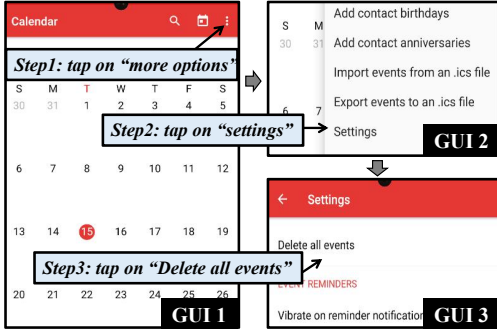 Calendar
Step1: tap on “more options”
S M T W T F S
30 31 1 2 3 4 5
Step2: tap on “settings”
6 7 8 9 10 11 12
13 14 15 16 17 18 19
Step3: tap on “Delete all events”
20 21 22 23 24 25 26
GUI 1
S M
30 31
6 7
Add contact birthdays
Add contact anniversaries
Import events from an .ics file
Export events to an .ics file
Settings
GUI 2
Settings
Delete all events
EVENT REMINDERS
Vibrate on reminder notification
GUI 3